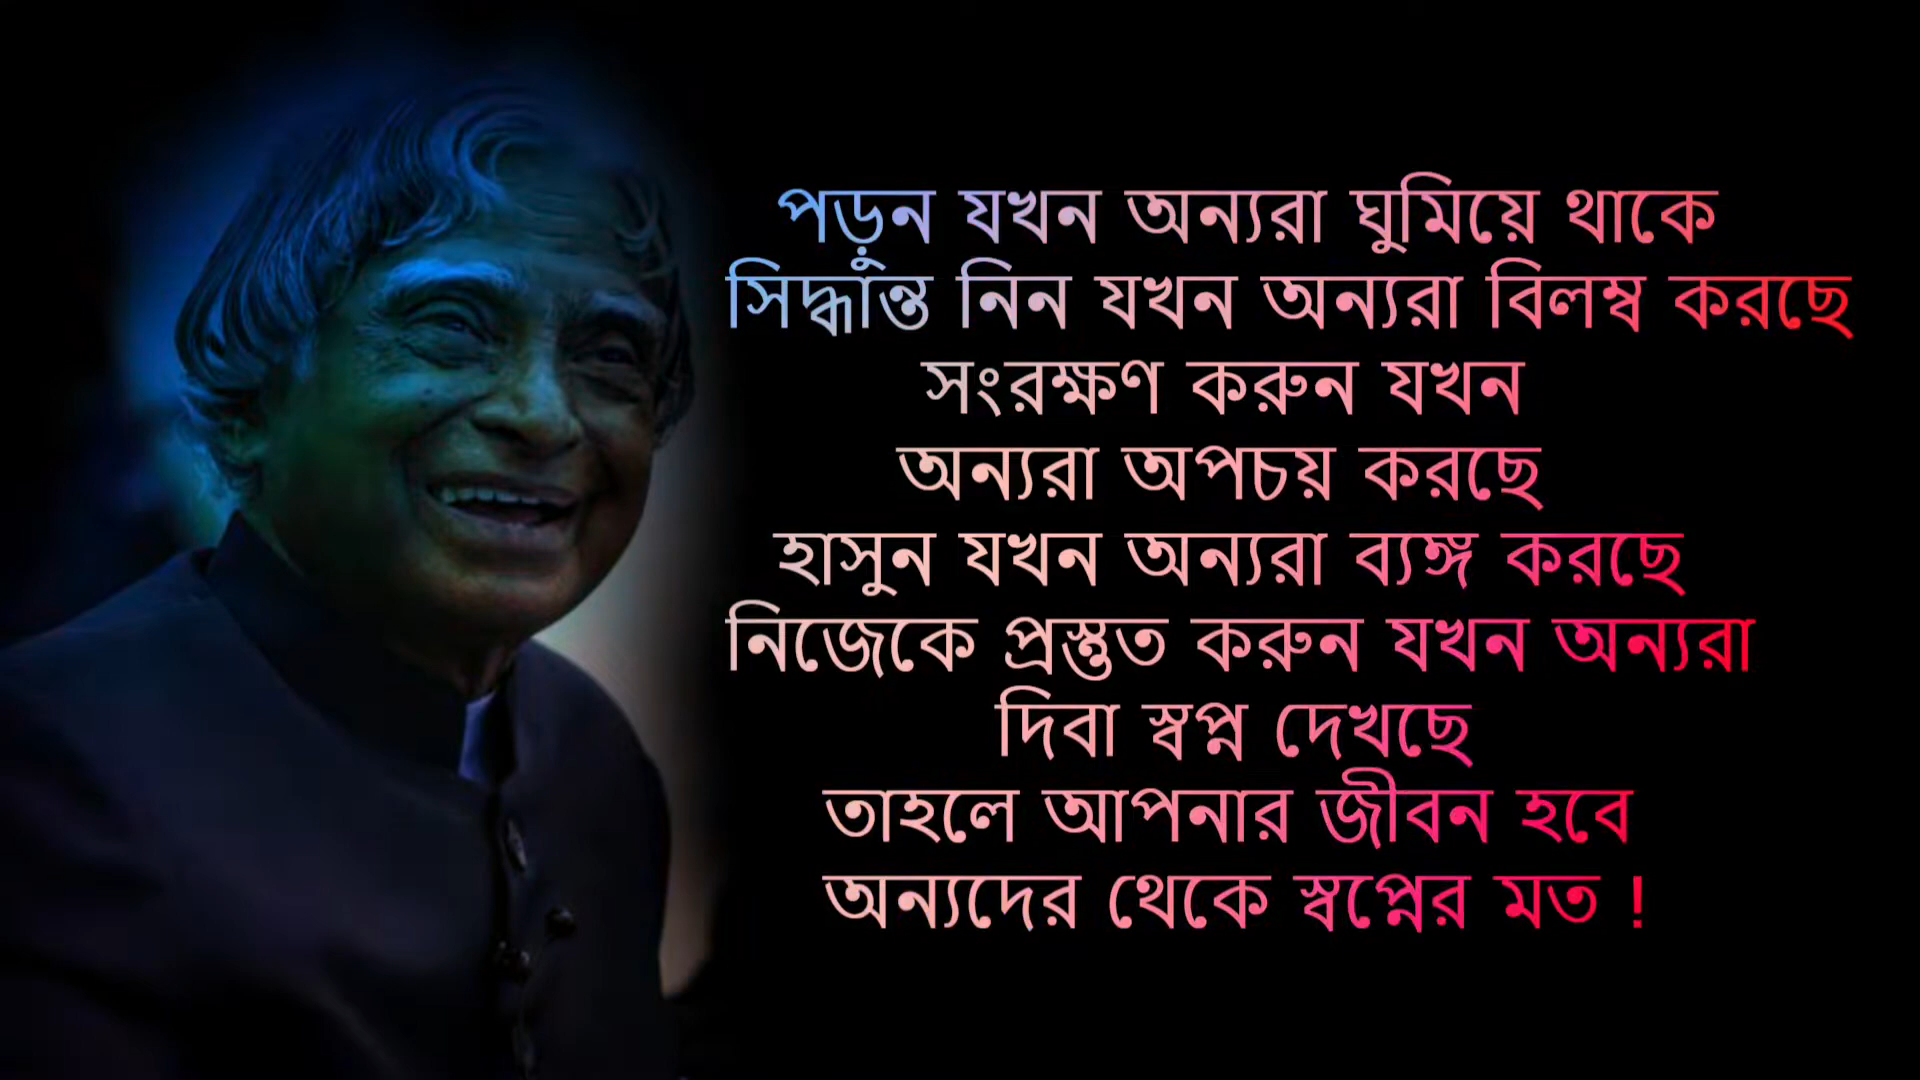 পড়ুন যখন অন্যরা ঘুমিয়ে থাকে
সিদ্ধান্ত নিন যখন অন্যরা বিলম্ব করছে
সংরক্ষণ করুন যখন
অন্যরা অপচয় করছে
হাসুন যখন অন্যরা ব্যঙ্গ করছে
নিজেকে প্রস্তুত করুন যখন অন্যরা
দিবা স্বপ্ন দেখছে
তাহলে আপনার জীবন হবে
অন্যদের থেকে স্বপ্নের মত !